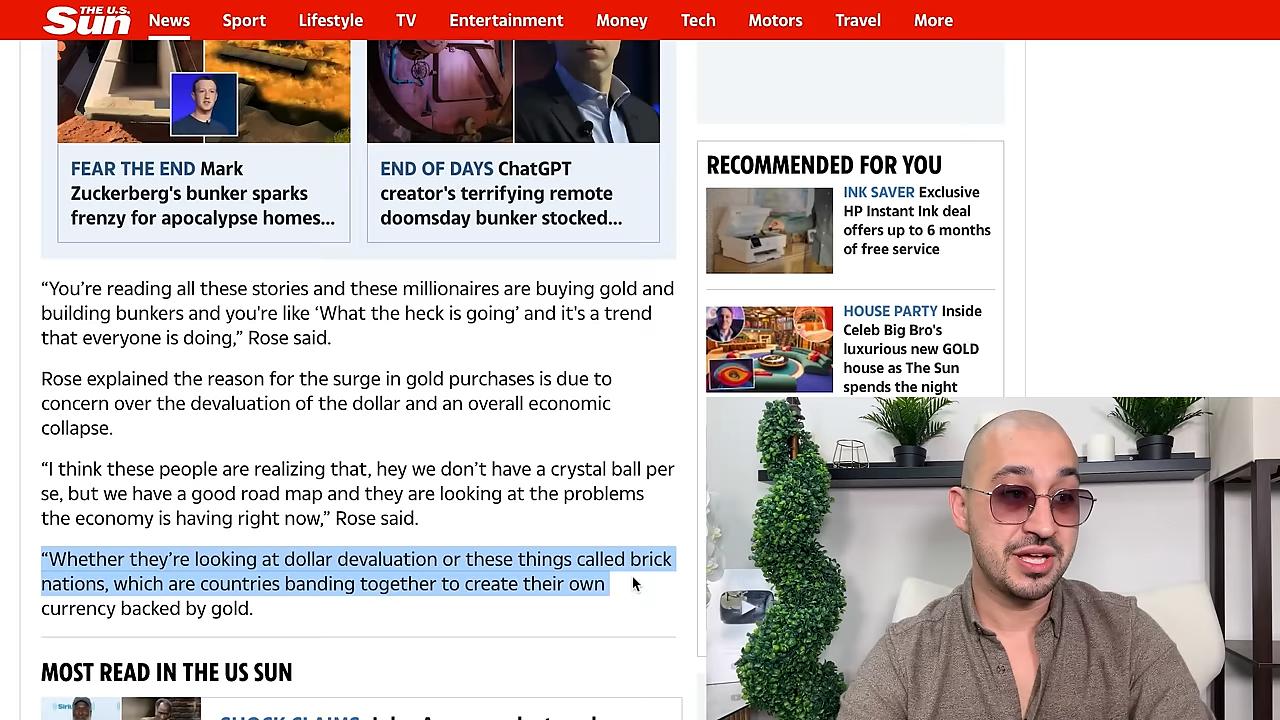 THE U.S. Sun
News Sport Lifestyle TV Entertainment Money Tech Motors Travel More
FEAR THE END Mark
Zuckerberg's bunker sparks
frenzy for apocalypse homes...
END OF DAYS ChatGPT
creator's terrifying remote
doomsday bunker stocked...
“You’re reading all these stories and these millionaires are buying gold and
building bunkers and you're like ‘What the heck is going’ and it's a trend
that everyone is doing,” Rose said.
Rose explained the reason for the surge in gold purchases is due to
concern over the devaluation of the dollar and an overall economic
collapse.
“I think these people are realizing that, hey we don’t have a crystal ball per
se, but we have a good road map and they are looking at the problems
the economy is having right now,” Rose said.
“Whether they’re looking at dollar devaluation or these things called brick
nations, which are countries banding together to create their own
currency backed by gold.
MOST READ IN THE US SUN
RECOMMENDED FOR YOU
INK SAVER Exclusive
HP Instant Ink deal
offers up to 6 months
of free service
HOUSE PARTY Inside
Celeb Big Bro's
luxurious new GOLD
house as The Sun
spends the night